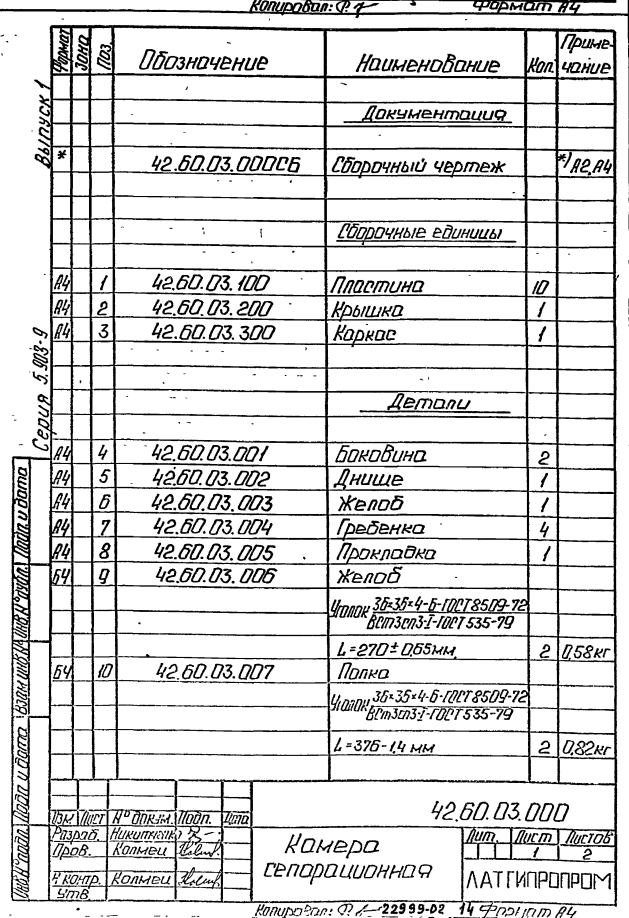 Копировал: Формат А4
Формат Зона Поз. Обозначение Наименование Кол. Приме-
чание
Документация
* 42.60.03.000СБ Сборочный чертеж *) А2,А4
Сборочные единицы
А4 1 42.60.03.100 Пластина 10
А4 2 42.60.03.200 Крышка 1
А4 3 42.60.03.300 Каркас 1
Детали
А4 4 42.60.03.001 Боковина 2
А4 5 42.60.03.002 Днище 1
А4 6 42.60.03.003 Желоб 1
А4 7 42.60.03.004 Гребенка 4
А4 8 42.60.03.005 Прокладка 1
БЧ 9 42.60.03.006 Желоб
Уголок 36×36×4-Б-ГОСТ 8509-72
ВСт3сп3-I-ГОСТ 535-79
L=270±0,65мм 2 0,58кг
БЧ 10 42.60.03.007 Полка
Уголок 36×35×4-Б-ГОСТ 8509-72
ВСт3сп3-I-ГОСТ 535-79
L=376-1,4 мм 2 0,82кг
Серия 5.903-9 Выпуск 1
Инв.№ подл. Подп. и дата Взам.инв.№ Инв.№ дубл. Подп. и дата
42.60.03.000
Изм. Лист № докум. Подп. Дата
Разраб.
Пров. Колмец
Н.контр. Колмец
Утв.
Камера
сепарационная
Лит. Лист Листов
1 2
ЛАТГИПРОПРОМ
Копировал: 22999-02 14 Формат А4